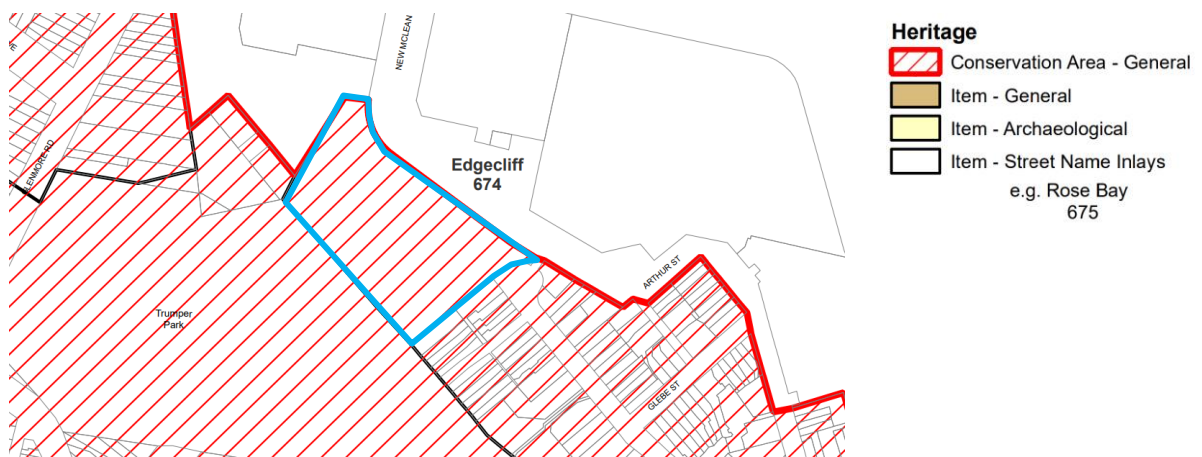 NEW MCLEAN
GLENMORE RD
Edgecliff
674
ARTHUR ST
Trumper
Park
GLEBE ST
Heritage
Conservation Area - General
Item - General
Item - Archaeological
Item - Street Name Inlays
e.g. Rose Bay
675